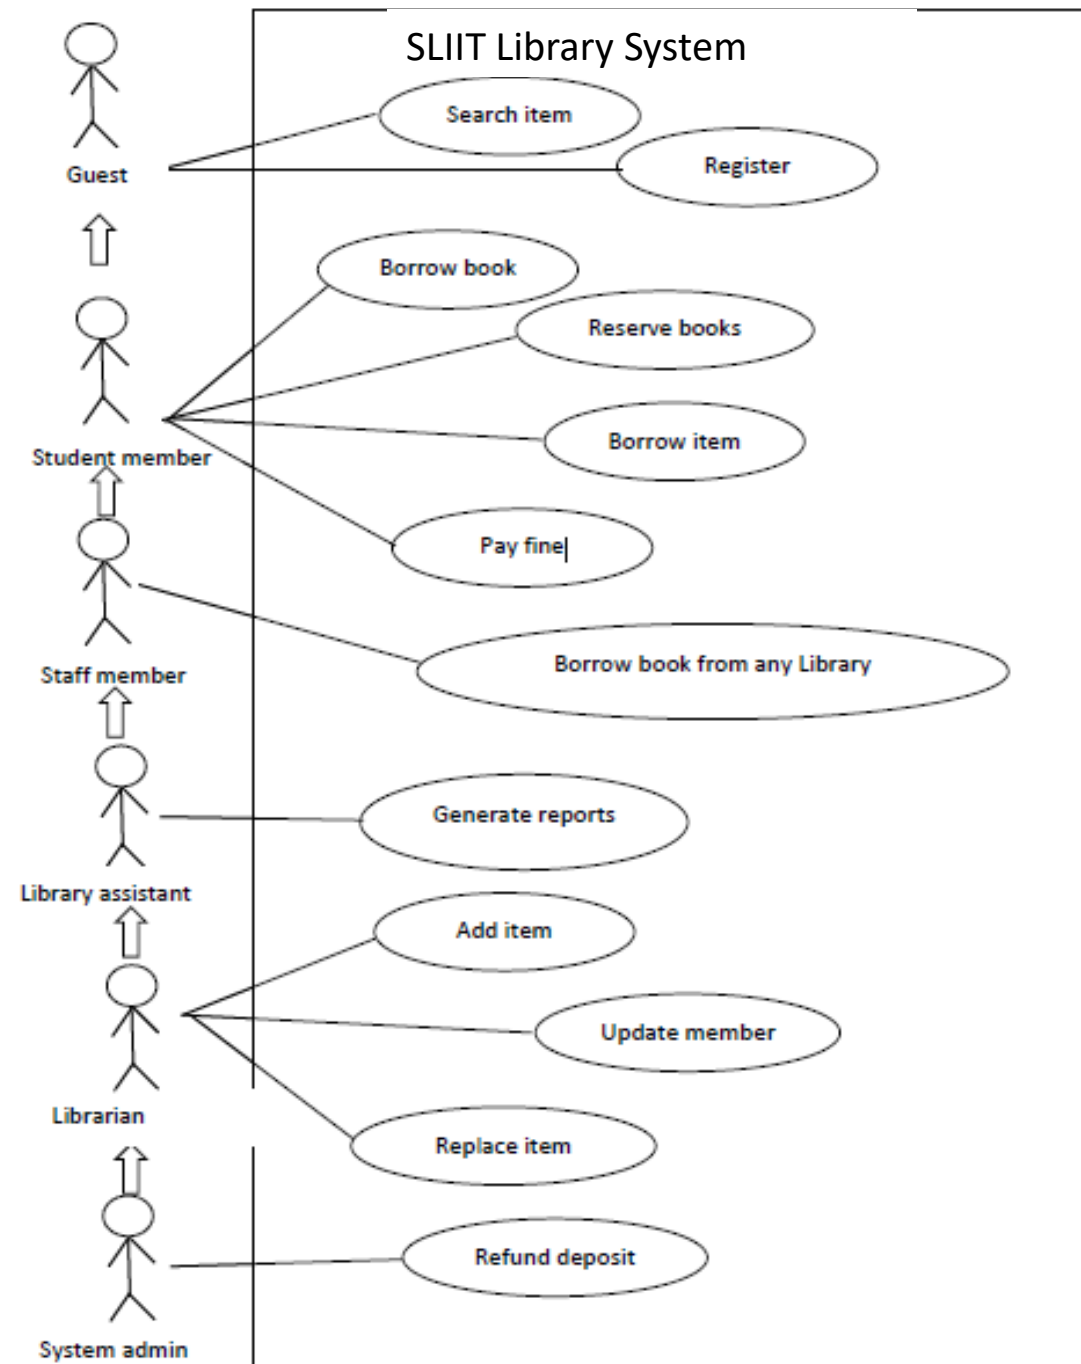 SLIIT Library System
Search item
Register
Guest
Borrow book
Reserve books
Borrow item
Student member
Pay fine
Borrow book from any Library
Staff member
Generate reports
Library assistant
Add item
Update member
Librarian
Replace item
Refund deposit
System admin